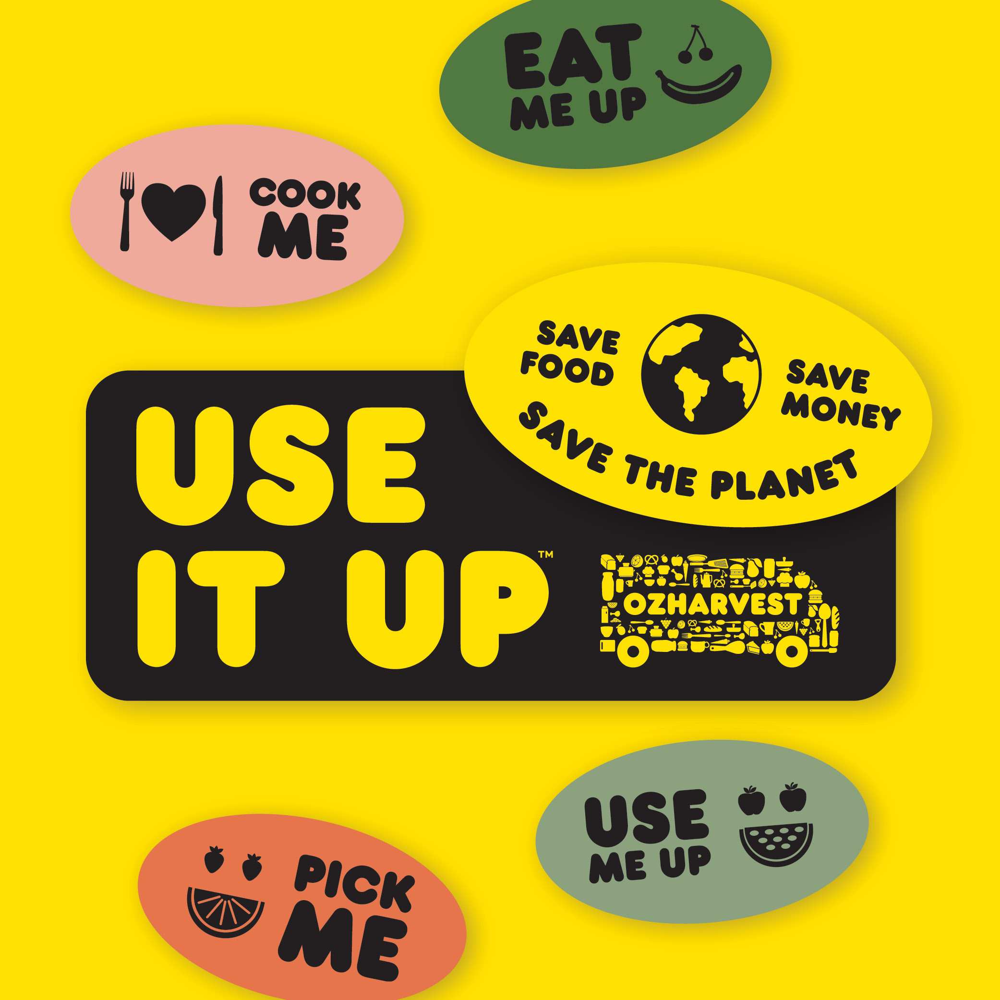 EAT
ME UP
COOK
ME
SAVE
FOOD
SAVE
MONEY
SAVE THE PLANET
USE
IT UP™
OZHARVEST
USE
ME UP
PICK
ME